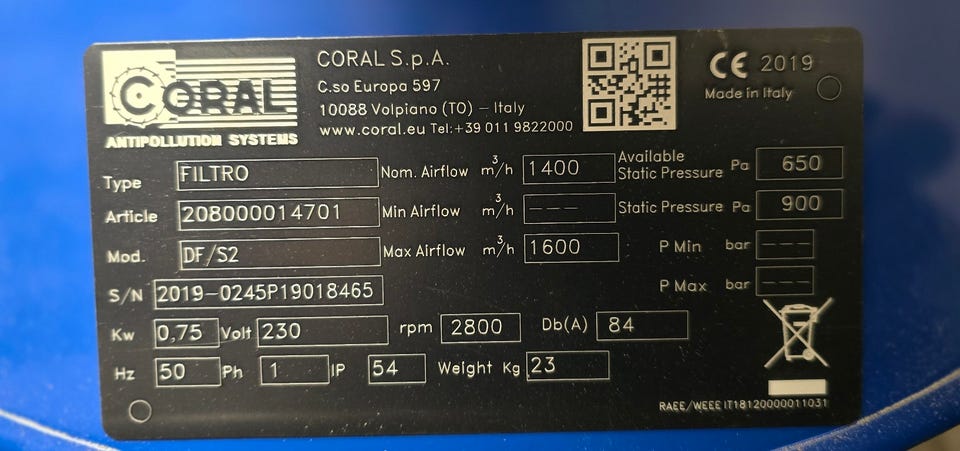 CORAL
ANTIPOLLUTION SYSTEMS
CORAL S.p.A.
C.so Europa 597
10088 Volpiano (TO) – Italy
www.coral.eu Tel:+39 011 9822000
CE 2019
Made in Italy
Type FILTRO Nom. Airflow m³/h 1400 Available Static Pressure Pa 650
Article 208000014701 Min Airflow m³/h --- Static Pressure Pa 900
Mod. DF/S2 Max Airflow m³/h 1600 P Min bar ---
S/N 2019-0245P19018465 P Max bar ---
Kw 0,75 Volt 230 rpm 2800 Db(A) 84
Hz 50 Ph 1 IP 54 Weight Kg 23
RAEE/WEEE IT18120000011031